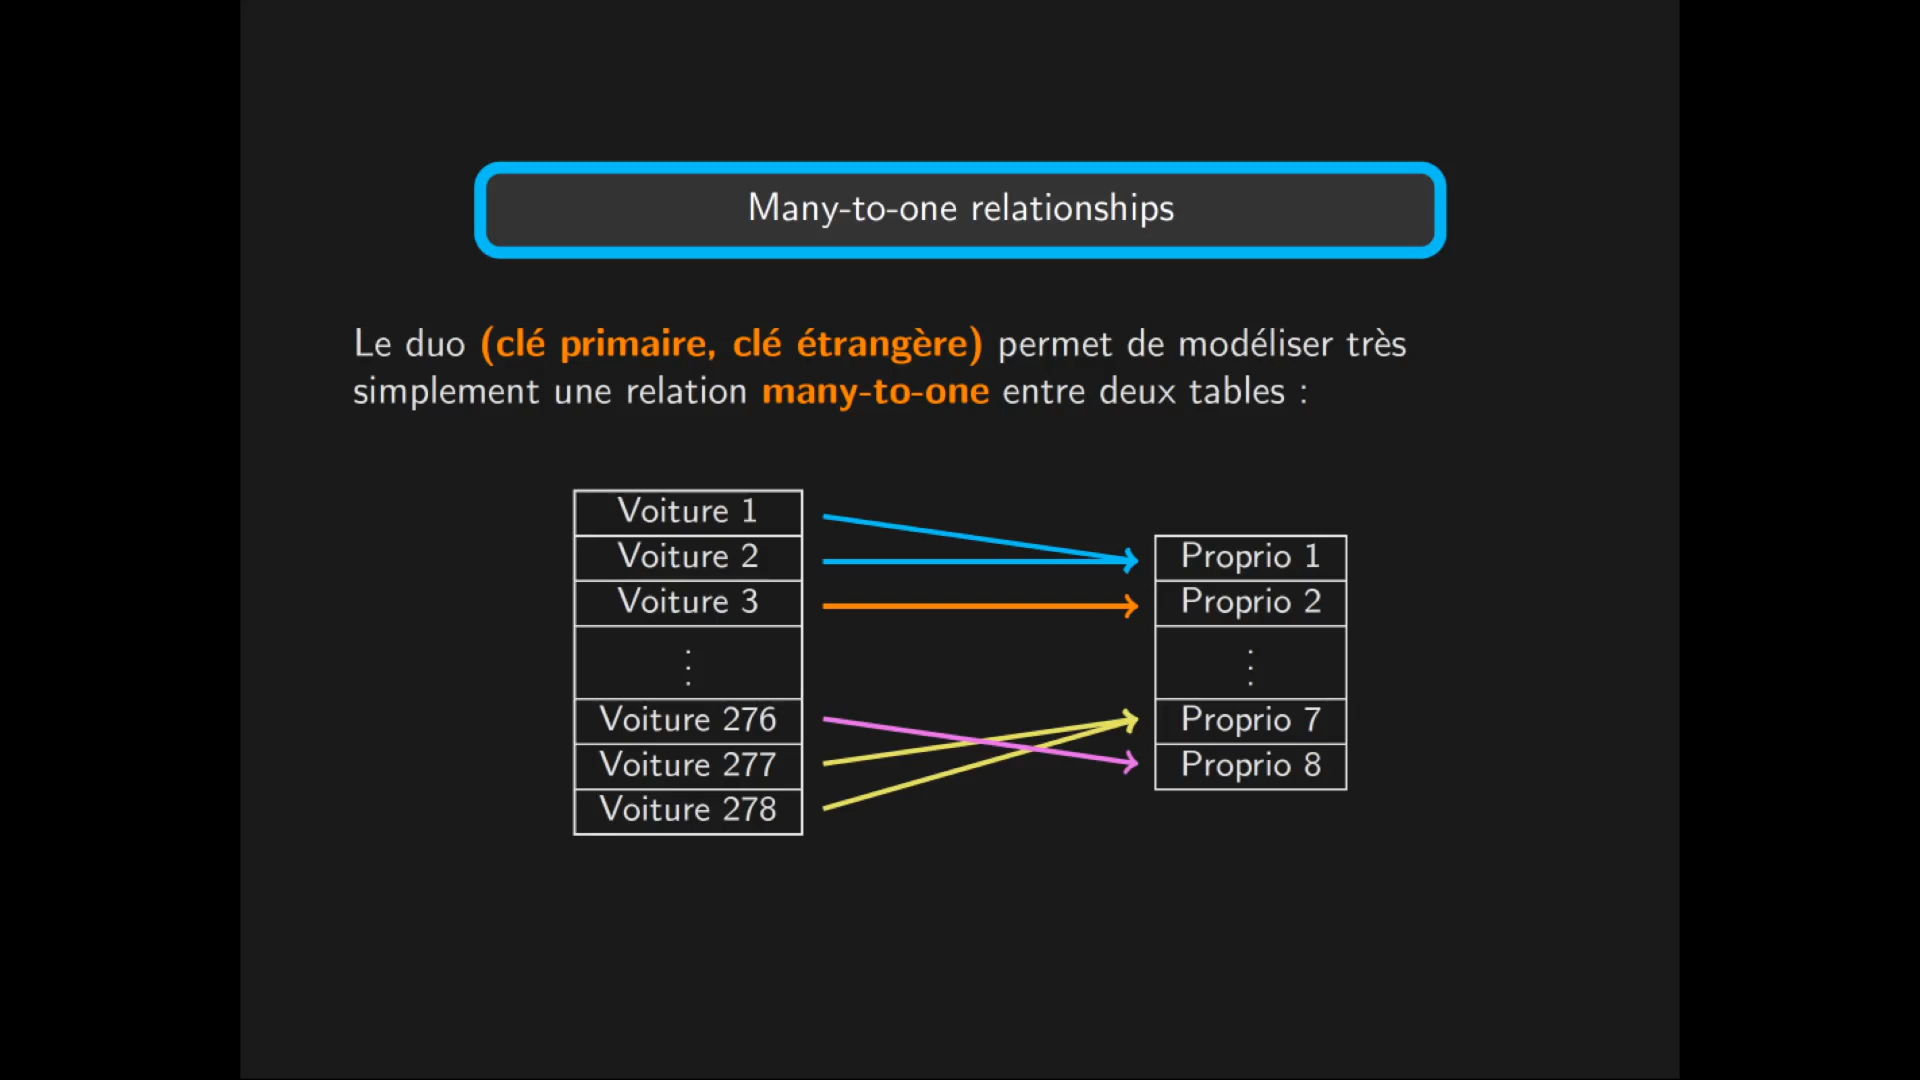 Many-to-one relationships
Le duo (clé primaire, clé étrangère) permet de modéliser très
simplement une relation many-to-one entre deux tables :
Voiture 1
Voiture 2
Voiture 3
⋮
Voiture 276
Voiture 277
Voiture 278
Proprio 1
Proprio 2
⋮
Proprio 7
Proprio 8